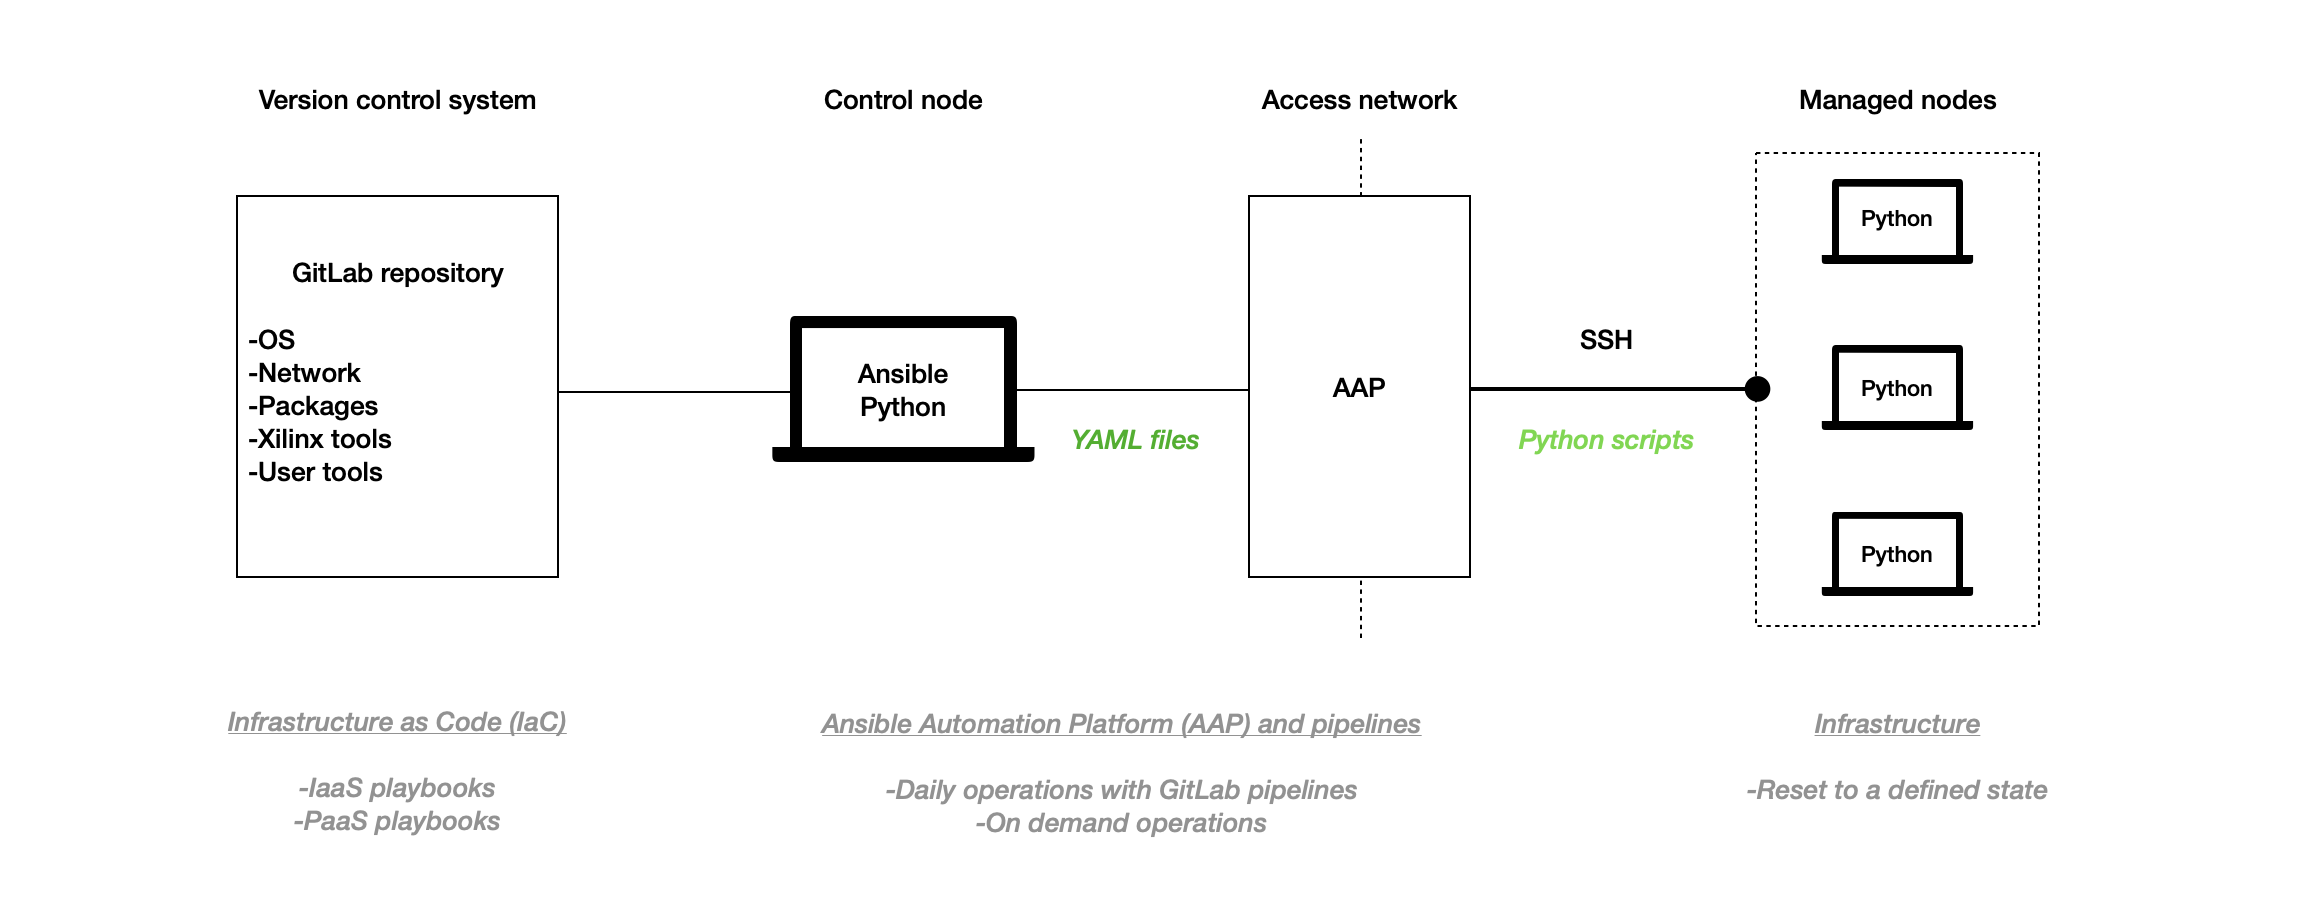 Version control system
Control node
Access network
Managed nodes
GitLab repository
-OS
-Network
-Packages
-Xilinx tools
-User tools
Ansible
Python
YAML files
AAP
SSH
Python scripts
Python
Python
Python
Infrastructure as Code (IaC)
-IaaS playbooks
-PaaS playbooks
Ansible Automation Platform (AAP) and pipelines
-Daily operations with GitLab pipelines
-On demand operations
Infrastructure
-Reset to a defined state